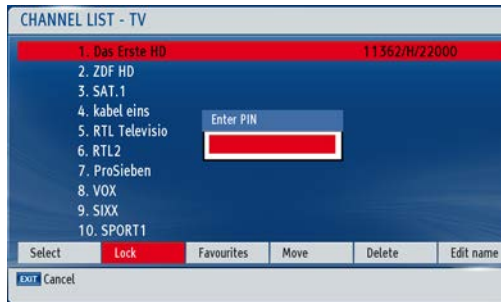 CHANNEL LIST - TV
1. Das Erste HD 11362/H/22000
2. ZDF HD
3. SAT.1
4. kabel eins
5. RTL Televisio
6. RTL2
7. ProSieben
8. VOX
9. SIXX
10. SPORT1
Enter PIN
Select Lock Favourites Move Delete Edit name
EXIT Cancel